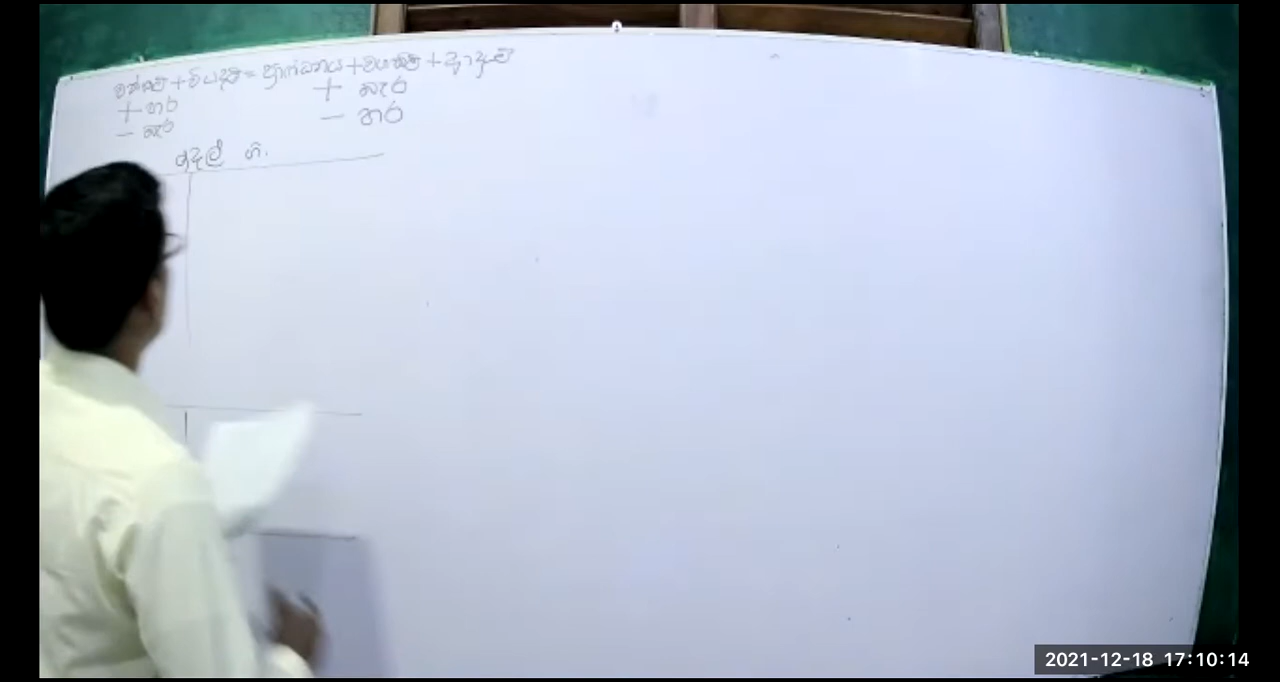 වත්කම් + වියදම් = ප්‍රාග්ධනය + වගකීම් + ආදායම්
+ හර + බැර
- බැර - හර
මුදල් ගි.
2021-12-18 17:10:14